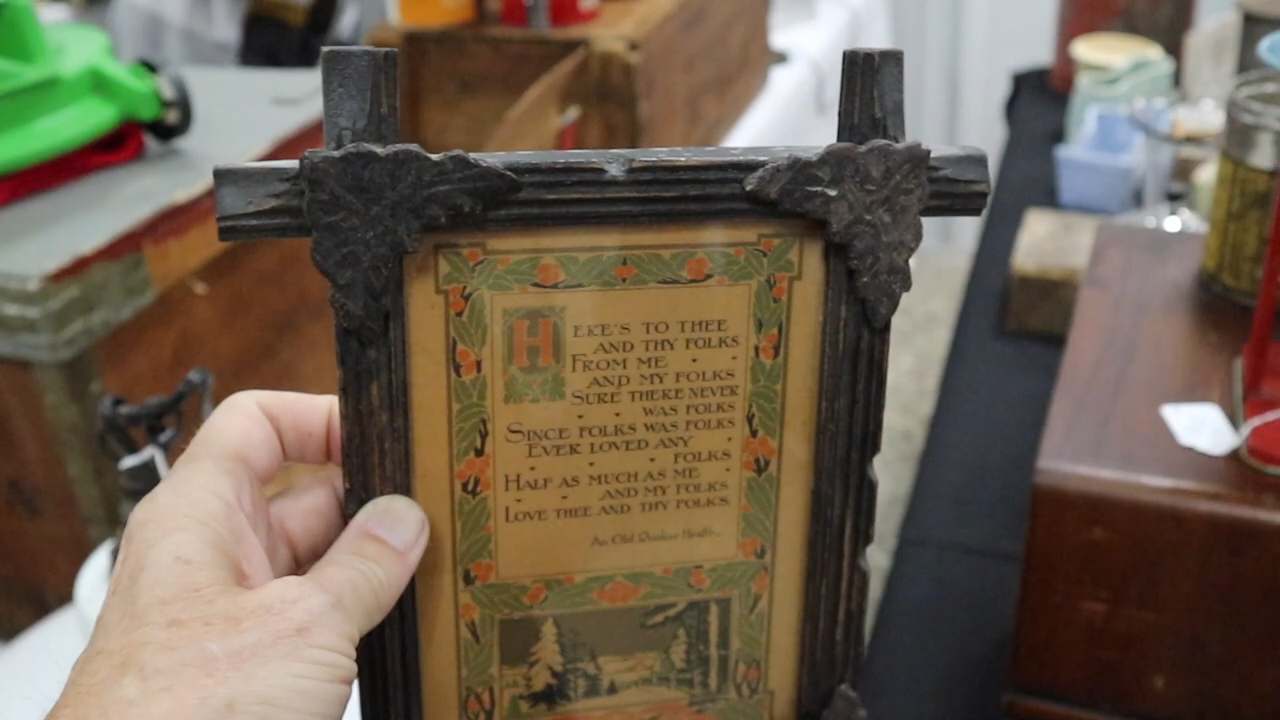 HERE'S TO THEE
AND THY FOLKS
FROM ME
AND MY FOLKS
SURE THERE NEVER
WAS FOLKS
SINCE FOLKS WAS FOLKS
EVER LOVED ANY
FOLKS
HALF AS MUCH AS ME
AND MY FOLKS
LOVE THEE AND THY FOLKS.
An Old Quaker Health